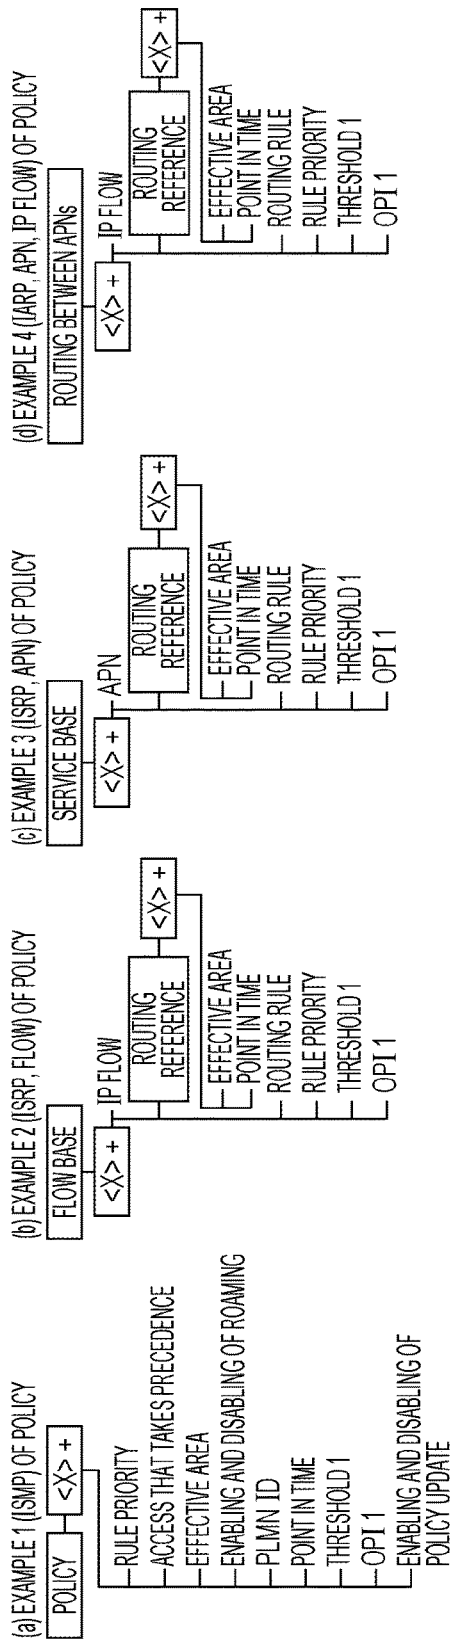 (a) EXAMPLE 1 (ISMP) OF POLICY
POLICY
<X> +
RULE PRIORITY
ACCESS THAT TAKES PRECEDENCE
EFFECTIVE AREA
ENABLING AND DISABLING OF ROAMING
PLMN ID
POINT IN TIME
THRESHOLD 1
OPI 1
ENABLING AND DISABLING OF
POLICY UPDATE
(b) EXAMPLE 2 (ISRP, FLOW) OF POLICY
FLOW BASE
<X> +
IP FLOW
ROUTING
REFERENCE
<X> +
EFFECTIVE AREA
POINT IN TIME
ROUTING RULE
RULE PRIORITY
THRESHOLD 1
OPI 1
(c) EXAMPLE 3 (ISRP, APN) OF POLICY
SERVICE BASE
<X> +
APN
ROUTING
REFERENCE
<X> +
EFFECTIVE AREA
POINT IN TIME
ROUTING RULE
RULE PRIORITY
THRESHOLD 1
OPI 1
(d) EXAMPLE 4 (IARP, APN, IP FLOW) OF POLICY
ROUTING BETWEEN APNs
<X> +
IP FLOW
ROUTING
REFERENCE
<X> +
EFFECTIVE AREA
POINT IN TIME
ROUTING RULE
RULE PRIORITY
THRESHOLD 1
OPI 1